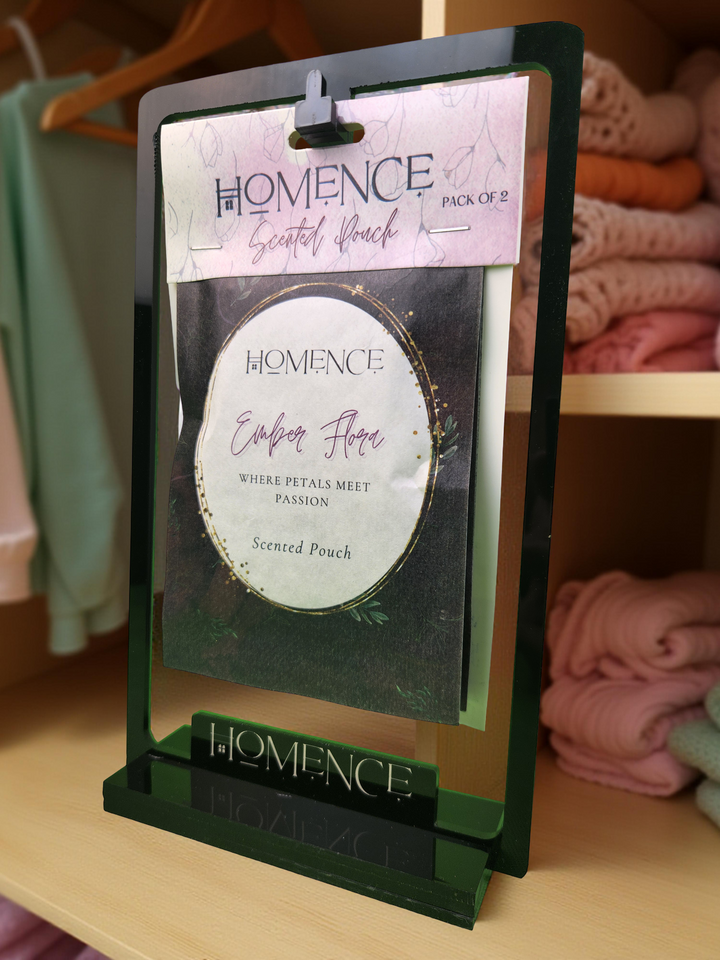 HOMENCE
PACK OF 2
Scented Pouch
HOMENCE
Ember Flora
WHERE PETALS MEET
PASSION
Scented Pouch
HOMENCE